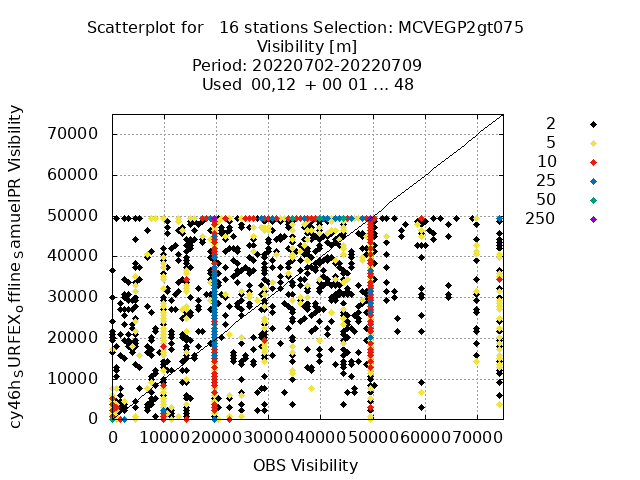 Scatterplot for   16 stations Selection: MCVEGP2gt075
Visibility [m]
Period: 20220702-20220709
Used  00,12  + 00 01 ... 48
cy46h_SURFEX_offline_samuelPR Visibility
70000
60000
50000
40000
30000
20000
10000
0
0 10000 20000 30000 40000 50000 60000 70000
OBS Visibility
2
5
10
25
50
250